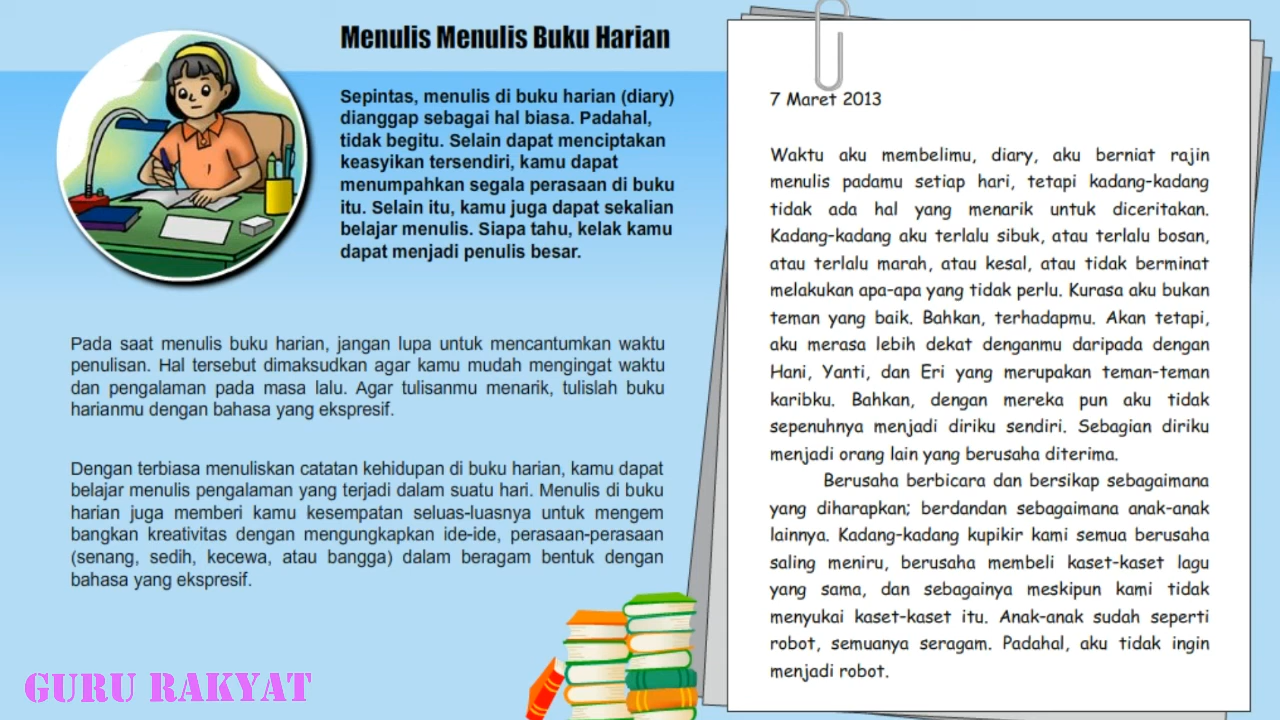 Menulis Menulis Buku Harian
Sepintas, menulis di buku harian (diary)
dianggap sebagai hal biasa. Padahal,
tidak begitu. Selain dapat menciptakan
keasyikan tersendiri, kamu dapat
menumpahkan segala perasaan di buku
itu. Selain itu, kamu juga dapat sekalian
belajar menulis. Siapa tahu, kelak kamu
dapat menjadi penulis besar.
Pada saat menulis buku harian, jangan lupa untuk mencantumkan waktu
penulisan. Hal tersebut dimaksudkan agar kamu mudah mengingat waktu
dan pengalaman pada masa lalu. Agar tulisanmu menarik, tulislah buku
harianmu dengan bahasa yang ekspresif.
Dengan terbiasa menuliskan catatan kehidupan di buku harian, kamu dapat
belajar menulis pengalaman yang terjadi dalam suatu hari. Menulis di buku
harian juga memberi kamu kesempatan seluas-luasnya untuk mengem
bangkan kreativitas dengan mengungkapkan ide-ide, perasaan-perasaan
(senang, sedih, kecewa, atau bangga) dalam beragam bentuk dengan
bahasa yang ekspresif.
GURU RAKYAT
7 Maret 2013
Waktu aku membelimu, diary, aku berniat rajin
menulis padamu setiap hari, tetapi kadang-kadang
tidak ada hal yang menarik untuk diceritakan.
Kadang-kadang aku terlalu sibuk, atau terlalu bosan,
atau terlalu marah, atau kesal, atau tidak berminat
melakukan apa-apa yang tidak perlu. Kurasa aku bukan
teman yang baik. Bahkan, terhadapmu. Akan tetapi,
aku merasa lebih dekat denganmu daripada dengan
Hani, Yanti, dan Eri yang merupakan teman-teman
karibku. Bahkan, dengan mereka pun aku tidak
sepenuhnya menjadi diriku sendiri. Sebagian diriku
menjadi orang lain yang berusaha diterima.
Berusaha berbicara dan bersikap sebagaimana
yang diharapkan; berdandan sebagaimana anak-anak
lainnya. Kadang-kadang kupikir kami semua berusaha
saling meniru, berusaha membeli kaset-kaset lagu
yang sama, dan sebagainya meskipun kami tidak
menyukai kaset-kaset itu. Anak-anak sudah seperti
robot, semuanya seragam. Padahal, aku tidak ingin
menjadi robot.